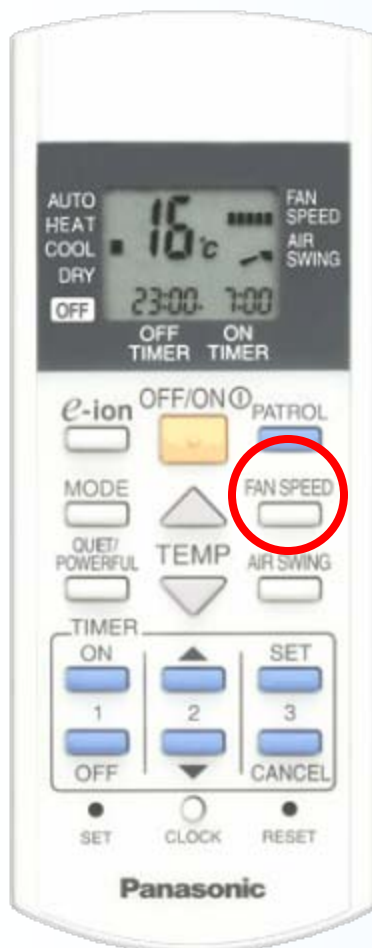 AUTO
HEAT
COOL
DRY
OFF
16°C
FAN
SPEED
AIR
SWING
23:00. 7:00
OFF
TIMER
ON
TIMER
e-ion
OFF/ON
PATROL
MODE
FAN SPEED
QUIET/
POWERFUL
TEMP
AIR SWING
TIMER
ON
SET
1
2
3
OFF
CANCEL
SET
CLOCK
RESET
Panasonic